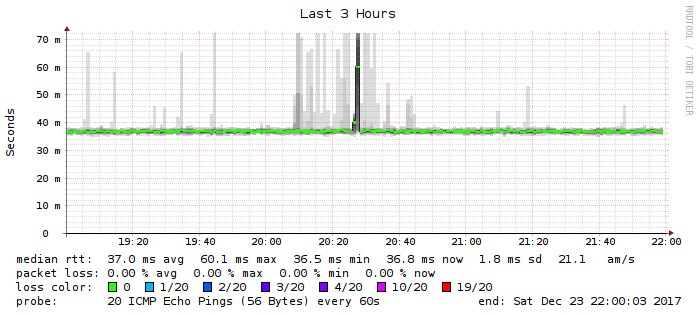 Last 3 Hours
RRDTOOL / TOBI OETIKER
Seconds
70 m
60 m
50 m
40 m
30 m
20 m
10 m
0
19:20 19:40 20:00 20:20 20:40 21:00 21:20 21:40 22:00
median rtt: 37.0 ms avg 60.1 ms max 36.5 ms min 36.8 ms now 1.8 ms sd 21.1 am/s
packet loss: 0.00 % avg 0.00 % max 0.00 % min 0.00 % now
loss color: 0 1/20 2/20 3/20 4/20 10/20 19/20
probe: 20 ICMP Echo Pings (56 Bytes) every 60s end: Sat Dec 23 22:00:03 2017